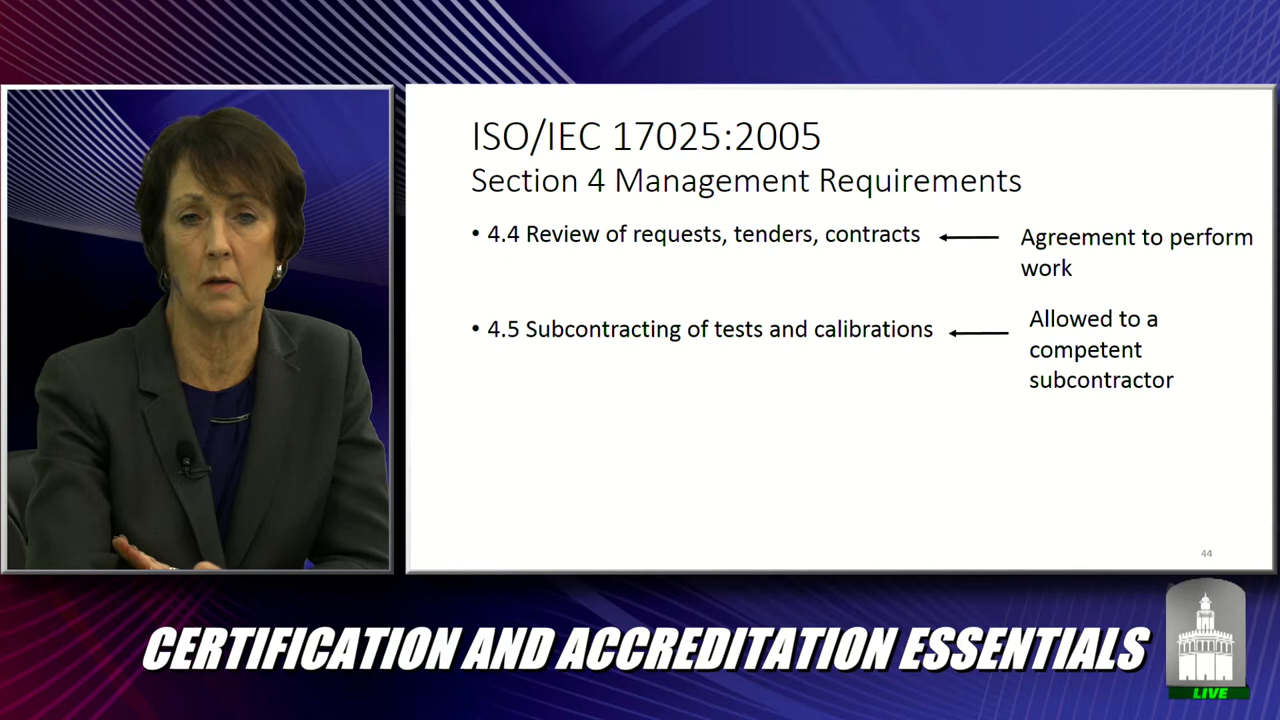 ISO/IEC 17025:2005
Section 4 Management Requirements
• 4.4 Review of requests, tenders, contracts
Agreement to perform
work
• 4.5 Subcontracting of tests and calibrations
Allowed to a
competent
subcontractor
44
CERTIFICATION AND ACCREDITATION ESSENTIALS
LIVE